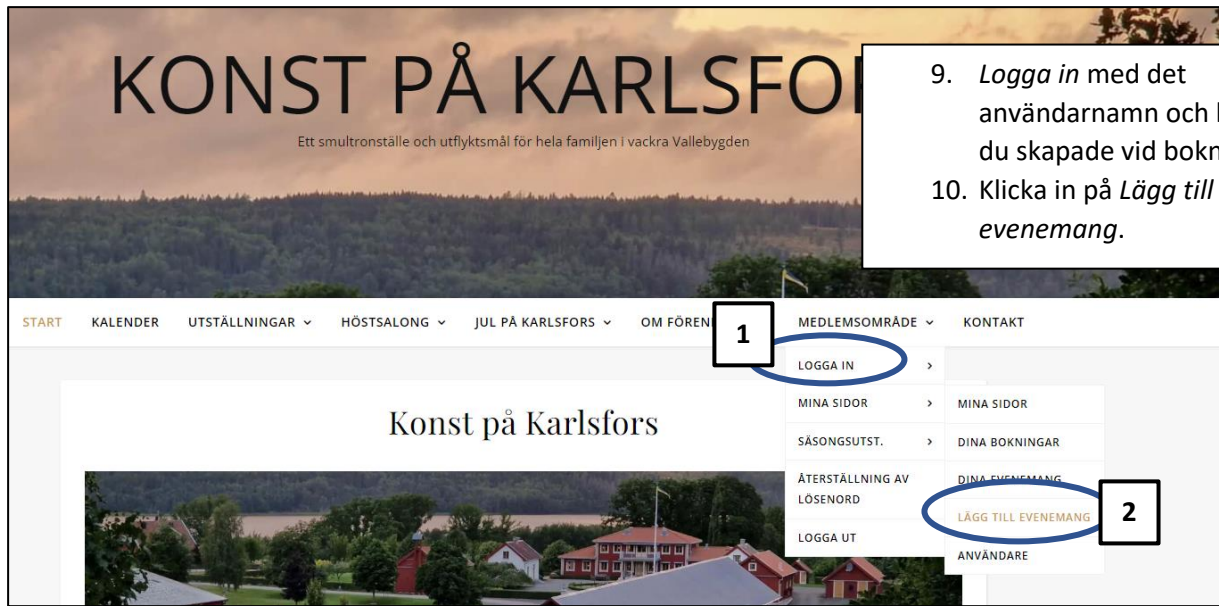 KONST PÅ KARLSFO
Ett smultronställe och utflyktsmål för hela familjen i vackra Vallebygden
9. Logga in med det
användarnamn och
du skapade vid bokn
10. Klicka in på Lägg till
evenemang.
START KALENDER UTSTÄLLNINGAR HÖSTSALONG JUL PÅ KARLSFORS OM FÖREN MEDLEMSOMRÅDE KONTAKT
1
LOGGA IN
MINA SIDOR
SÄSONGSUTST.
ÅTERSTÄLLNING AV
LÖSENORD
LOGGA UT
MINA SIDOR
DINA BOKNINGAR
DINA EVENEMANG
LÄGG TILL EVENEMANG
2
ANVÄNDARE
Konst på Karlsfors